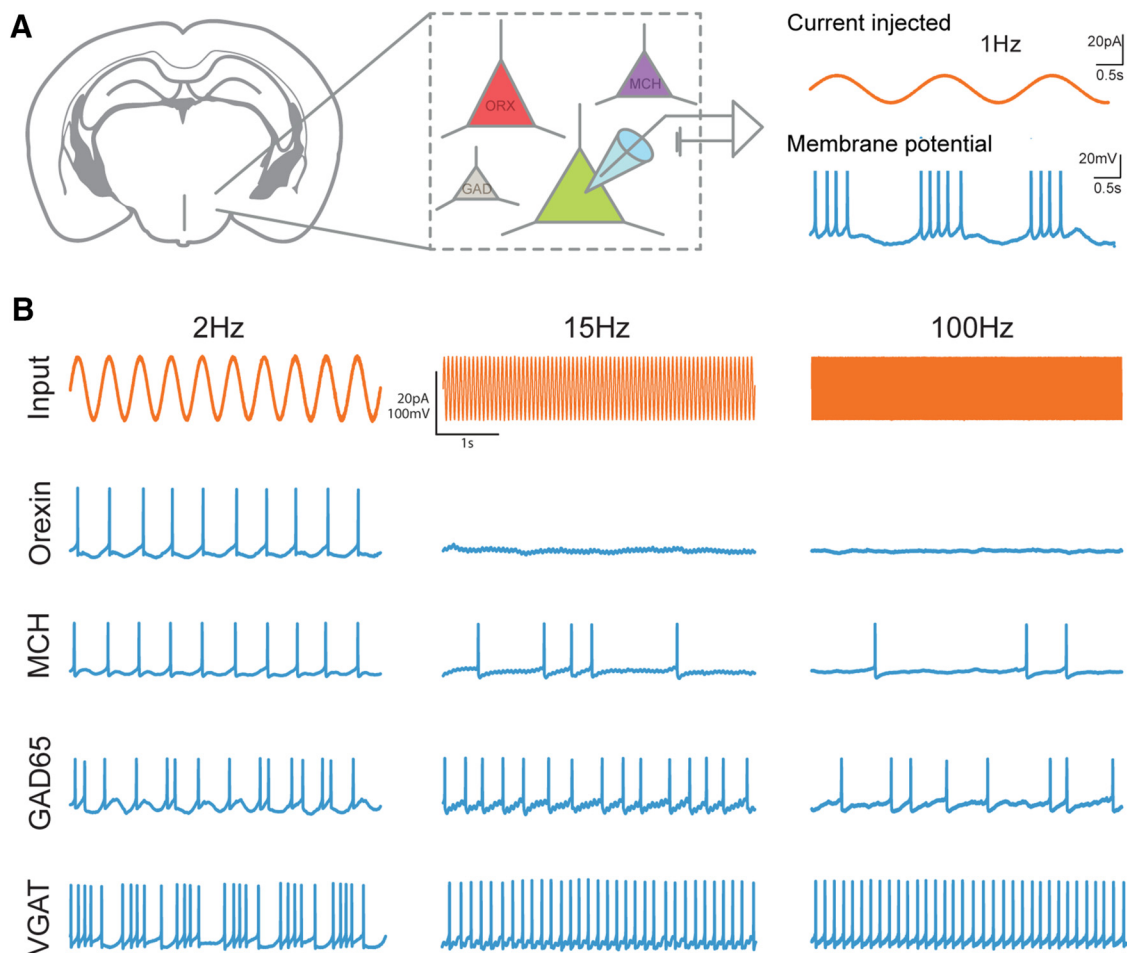 A
Current injected
1Hz
20pA
0.5s
ORX
MCH
GAD
Membrane potential
20mV
0.5s
B
2Hz
15Hz
100Hz
Input
20pA
100mV
1s
Orexin
MCH
GAD65
VGAT